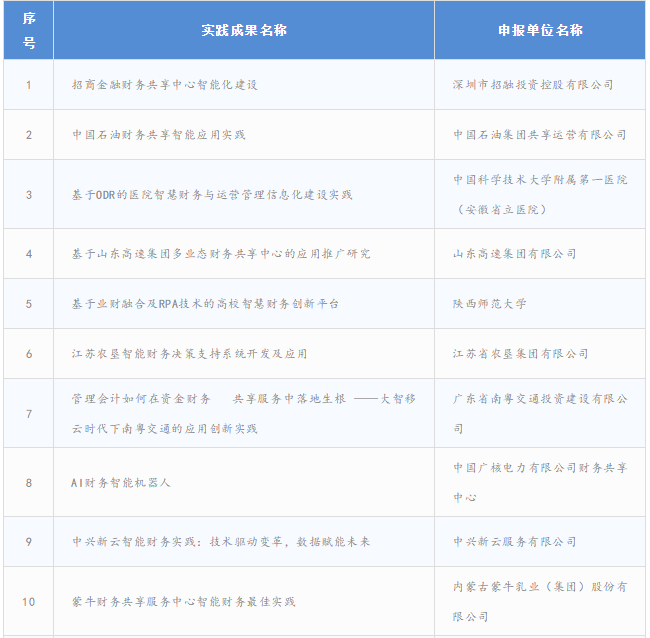 序
号
实践成果名称
申报单位名称
1
招商金融财务共享中心智能化建设
深圳市招融投资控股有限公司
2
中国石油财务共享智能应用实践
中国石油集团共享运营有限公司
3
基于ODR的医院智慧财务与运营管理信息化建设实践
中国科学技术大学附属第一医院
（安徽省立医院）
4
基于山东高速集团多业态财务共享中心的应用推广研究
山东高速集团有限公司
5
基于业财融合及RPA技术的高校智慧财务创新平台
陕西师范大学
6
江苏农垦智能财务决策支持系统开发及应用
江苏省农垦集团有限公司
7
管理会计如何在资金财务 共享服务中落地生根 ——大智移
云时代下南粤交通的应用创新实践
广东省南粤交通投资建设有限公
司
8
AI财务智能机器人
中国广核电力有限公司财务共享
中心
9
中兴新云智能财务实践：技术驱动变革，数据赋能未来
中兴新云服务有限公司
10
蒙牛财务共享服务中心智能财务最佳实践
内蒙古蒙牛乳业（集团）股份有
限公司